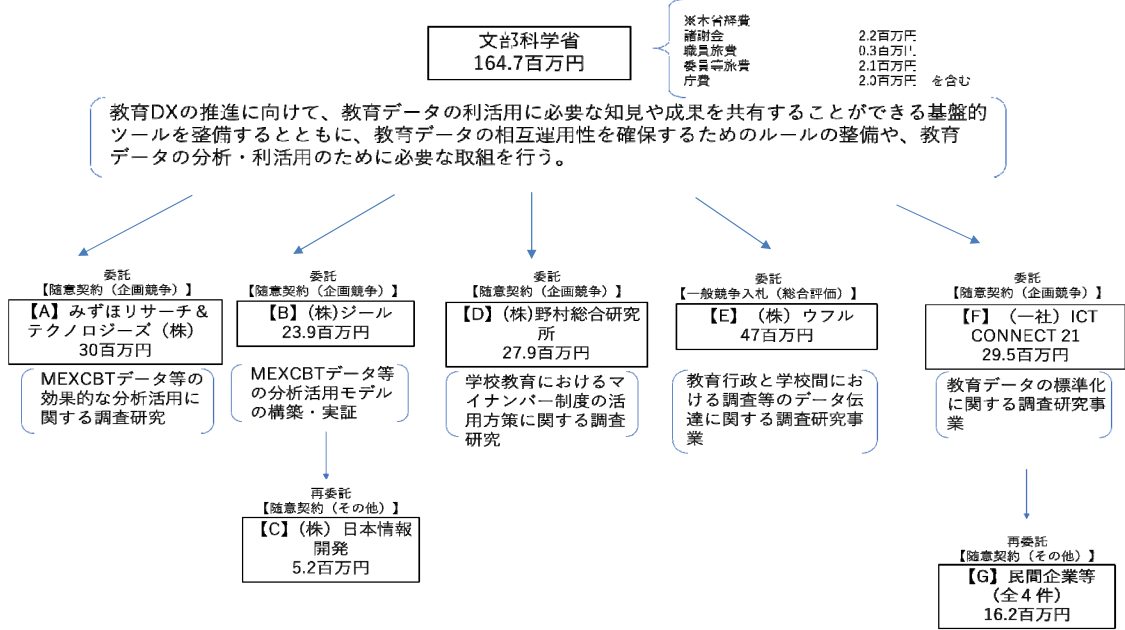 文部科学省
164.7百万円
※本省経費
諸謝金 2.2百万円
職員旅費 0.3百万円
委員等旅費 2.1百万円
庁費 2.0百万円 を含む
教育DXの推進に向けて、教育データの利活用に必要な知見や成果を共有することができる基盤的
ツールを整備するとともに、教育データの相互運用性を確保するためのルールの整備や、教育
データの分析・利活用のために必要な取組を行う。
委託
【随意契約（企画競争）】
【A】みずほリサーチ＆
テクノロジーズ（株）
30百万円
MEXCBTデータ等の
効果的な分析活用に
関する調査研究
委託
【随意契約（企画競争）】
【B】（株）ジール
23.9百万円
MEXCBTデータ等
の分析活用モデル
の構築・実証
再委託
【随意契約（その他）】
【C】（株）日本情報
開発
5.2百万円
委託
【随意契約（企画競争）】
【D】（株）野村総合研究
所
27.9百万円
学校教育におけるマ
イナンバー制度の活
用方策に関する調査
研究
委託
【一般競争入札（総合評価）】
【E】（株）ウフル
47百万円
教育行政と学校間にお
ける調査等のデータ伝
達に関する調査研究事
業
委託
【随意契約（企画競争）】
【F】（一社）ICT
CONNECT 21
29.5百万円
教育データの標準化
に関する調査研究事
業
再委託
【随意契約（その他）】
【G】民間企業等
（全４件）
16.2百万円